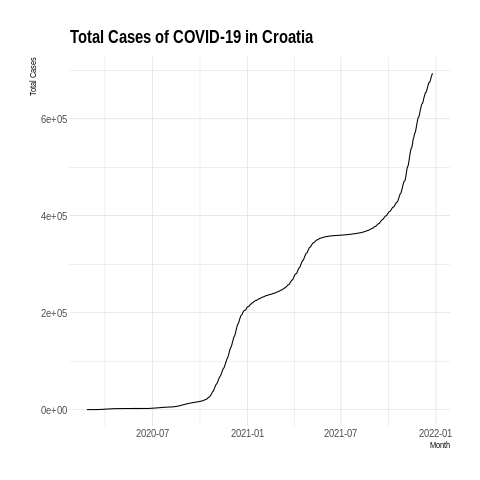 Total Cases of COVID-19 in Croatia
Total Cases
6e+05
4e+05
2e+05
0e+00
2020-07 2021-01 2021-07 2022-01
Month